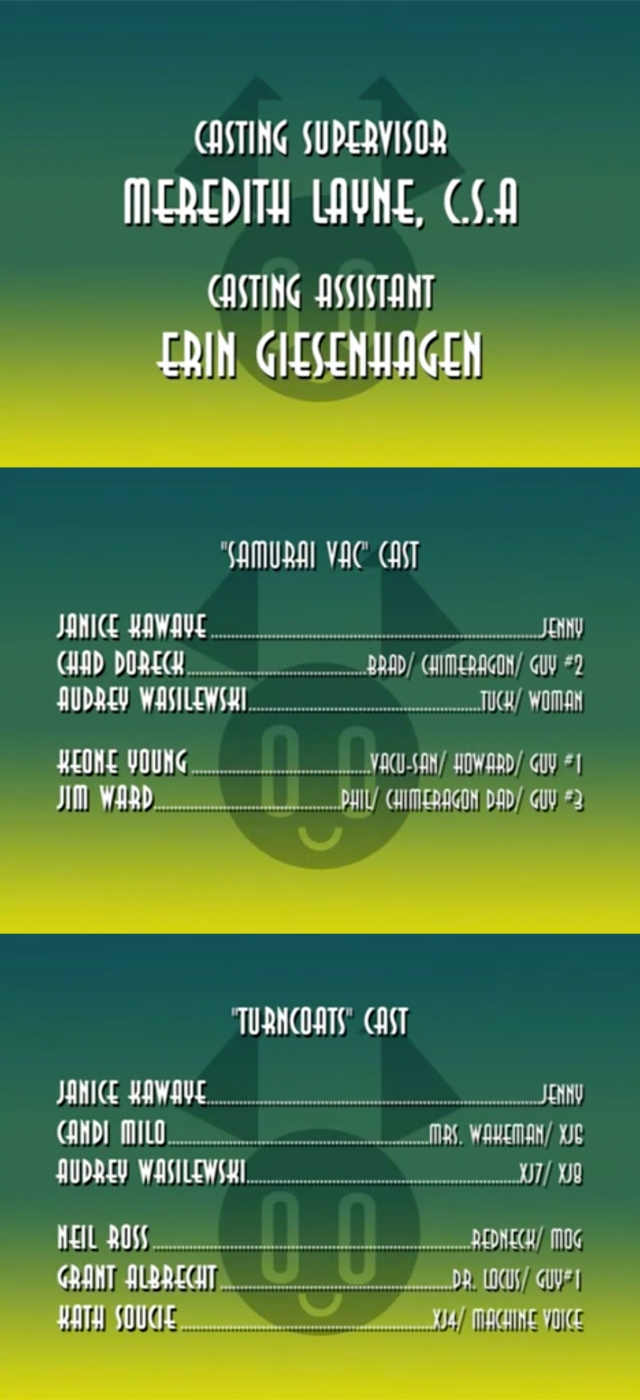 CASTING SUPERVISOR
MEREDITH LAYNE, C.S.A
CASTING ASSISTANT
ERIN GIESENHAGEN
"SAMURAI VAC" CAST
JANICE KAWAYE JENNY
CHAD DORECK BRAD/ CHIMERAGON/ GUY #2
AUDREY WASILEWSKI TUCK/ WOMAN
KEONE YOUNG VACU-SAN/ HOWARD/ GUY #1
JIM WARD PHIL/ CHIMERAGON DAD/ GUY #3
"TURNCOATS" CAST
JANICE KAWAYE JENNY
CANDI MILO MRS. WAKEMAN/ XJ6
AUDREY WASILEWSKI XJ7/ XJ8
NEIL ROSS REDNECK/ MOG
GRANT ALBRECHT DR. LOCUS/ GUY#1
KATH SOUCIE XJ4/ MACHINE VOICE